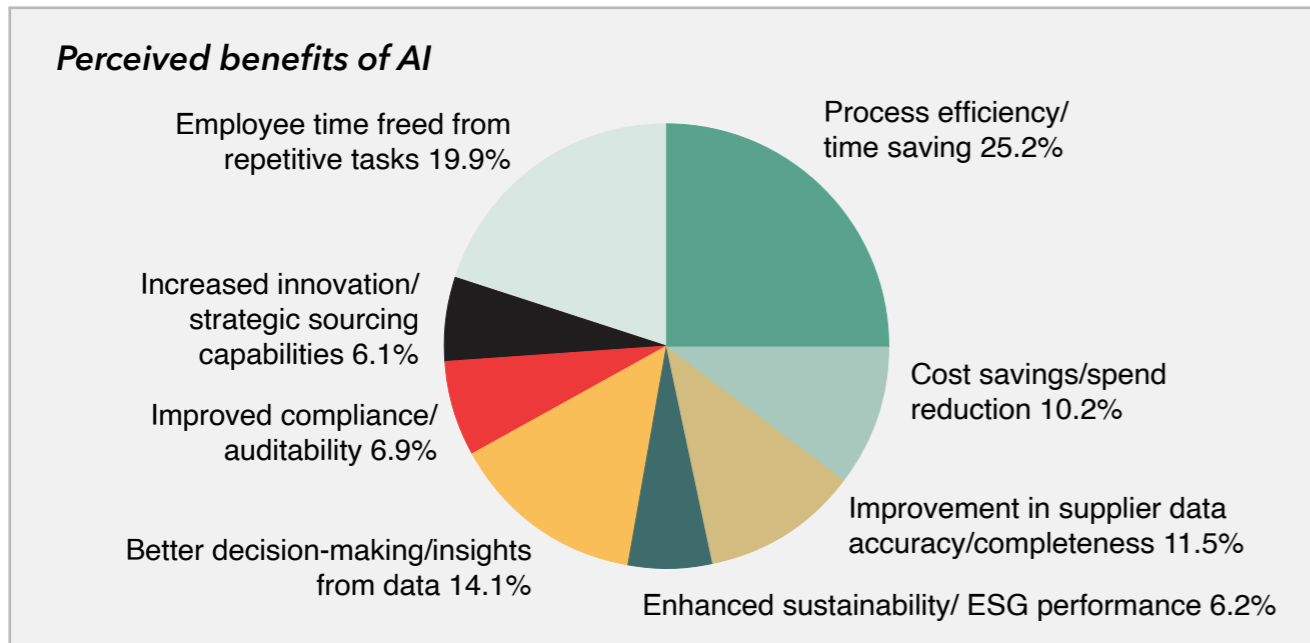 Perceived benefits of AI
Process efficiency/
time saving 25.2%
Cost savings/spend
reduction 10.2%
Improvement in supplier data
accuracy/completeness 11.5%
Enhanced sustainability/ ESG performance 6.2%
Better decision-making/insights
from data 14.1%
Improved compliance/
auditability 6.9%
Increased innovation/
strategic sourcing
capabilities 6.1%
Employee time freed from
repetitive tasks 19.9%